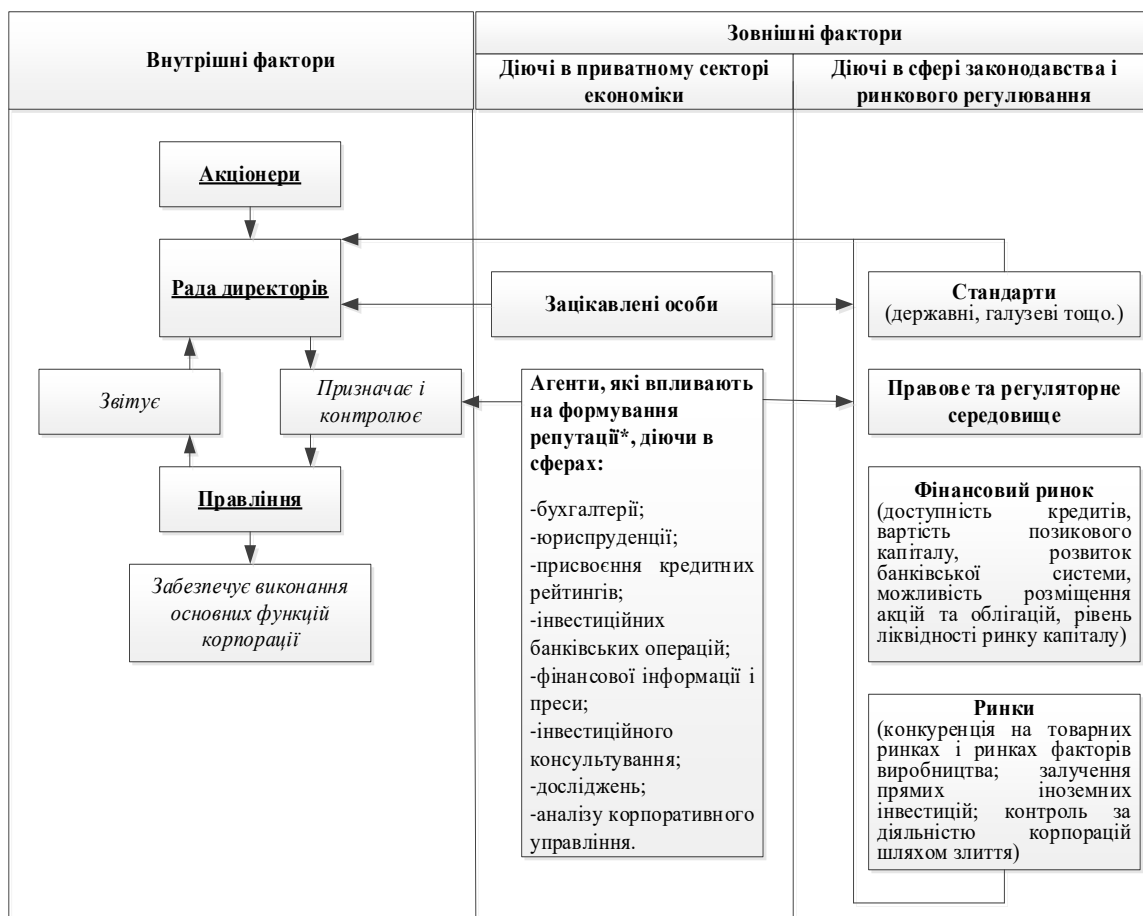 Внутрішні фактори
Зовнішні фактори
Діючі в приватному секторі
економіки
Діючі в сфері законодавства і
ринкового регулювання
Акціонери
Рада директорів
Звітує
Призначає і
контролює
Правління
Забезпечує виконання
основних функцій
корпорації
Зацікавлені особи
Агенти, які впливають
на формування
репутації*, діючи в
сферах:
-бухгалтерії;
-юриспруденції;
-присвоєння кредитних
рейтингів;
-інвестиційних
банківських операцій;
-фінансової інформації і
преси;
-інвестиційного
консультування;
-досліджень;
-аналізу корпоративного
управління.
Стандарти
(державні, галузеві тощо.)
Правове та регуляторне
середовище
Фінансовий ринок
(доступність кредитів,
вартість позикового
капіталу, розвиток
банківської системи,
можливість розміщення
акцій та облігацій, рівень
ліквідності ринку капіталу)
Ринки
(конкуренція на товарних
ринках і ринках факторів
виробництва; залучення
прямих іноземних
інвестицій; контроль за
діяльністю корпорацій
шляхом злиття)